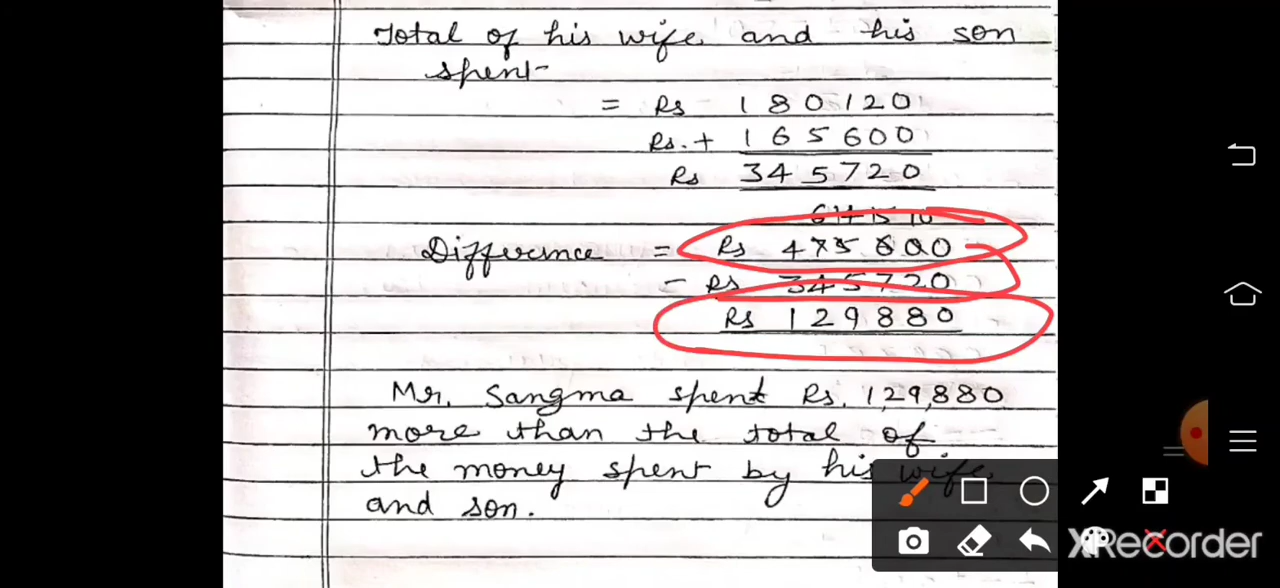 Total of his wife and his son
spent-
= Rs 180120
Rs. + 165600
Rs 345720
Difference = Rs 475600
- Rs 345720
Rs 129880
Mr. Sangma spent Rs. 1,29,880
more than the total of
the money spent by his wife
and son.
XRecorder